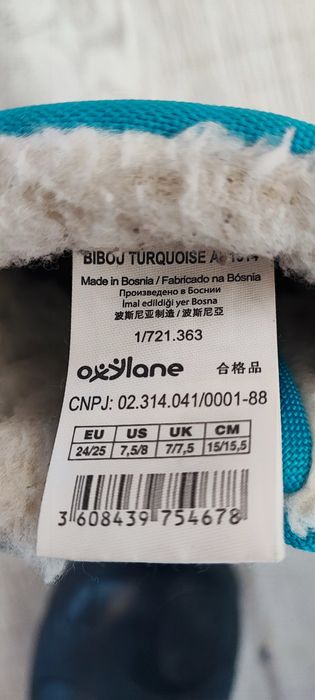 BIBOU TURQUOISE A
Made in Bosnia / Fabricado na Bósnia
Произведено в Боснии
İmal edildiği yer Bosna
波斯尼亚制造 / 波斯尼亞
1/721.363
oxylane 合格品
CNPJ: 02.314.041/0001-88
EU US UK CM
24/25 7,5/8 7/7,5 15/15,5
3 608439 754678